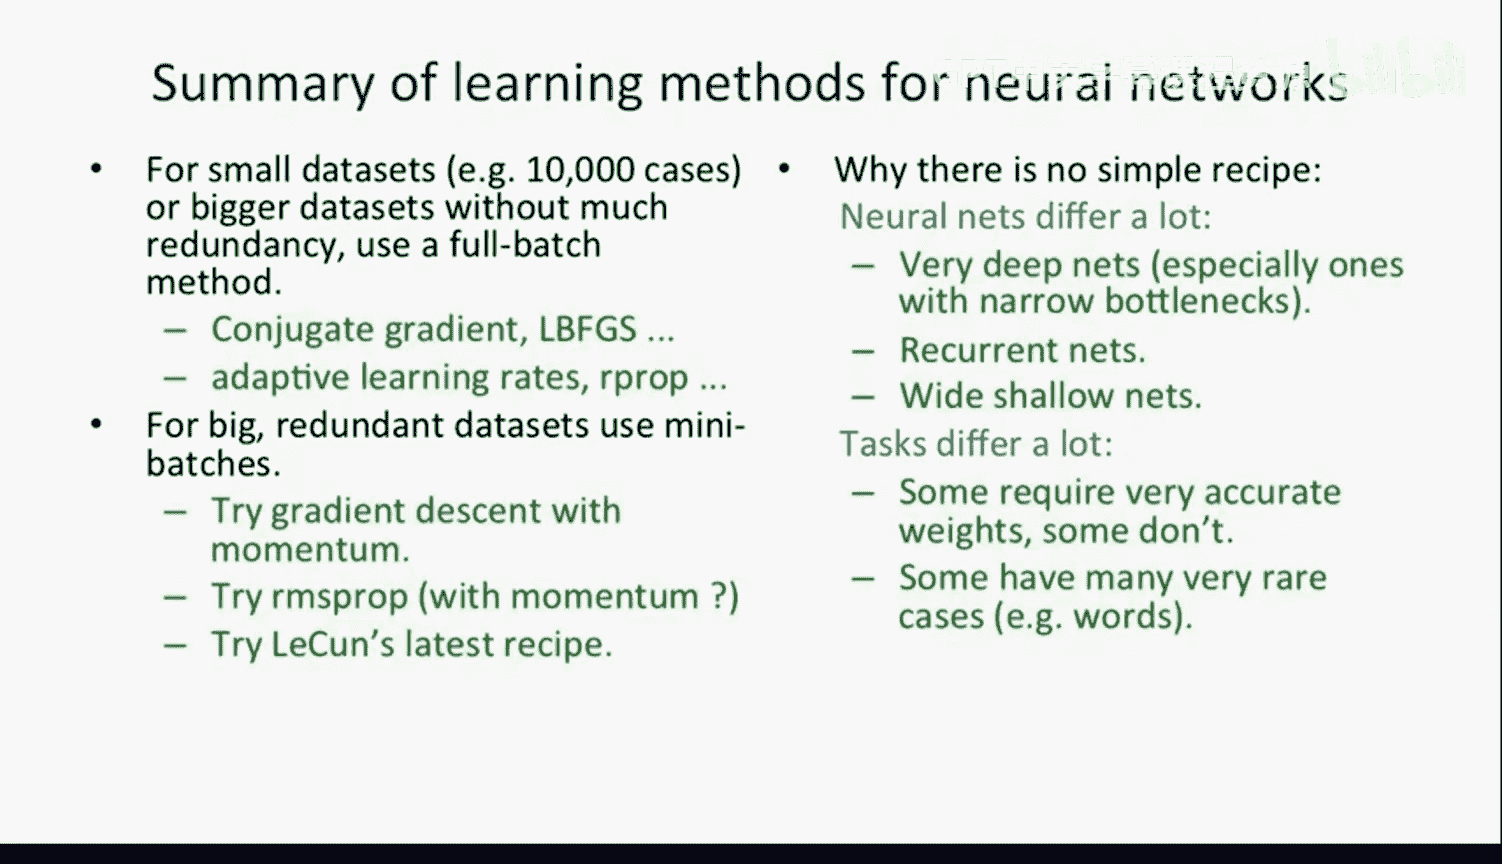 Summary of learning methods for neural networks
• For small datasets (e.g. 10,000 cases)
or bigger datasets without much
redundancy, use a full-batch
method.
– Conjugate gradient, LBFGS ...
– adaptive learning rates, rprop ...
• For big, redundant datasets use mini-
batches.
– Try gradient descent with
momentum.
– Try rmsprop (with momentum ?)
– Try LeCun’s latest recipe.
• Why there is no simple recipe:
Neural nets differ a lot:
– Very deep nets (especially ones
with narrow bottlenecks).
– Recurrent nets.
– Wide shallow nets.
Tasks differ a lot:
– Some require very accurate
weights, some don’t.
– Some have many very rare
cases (e.g. words).